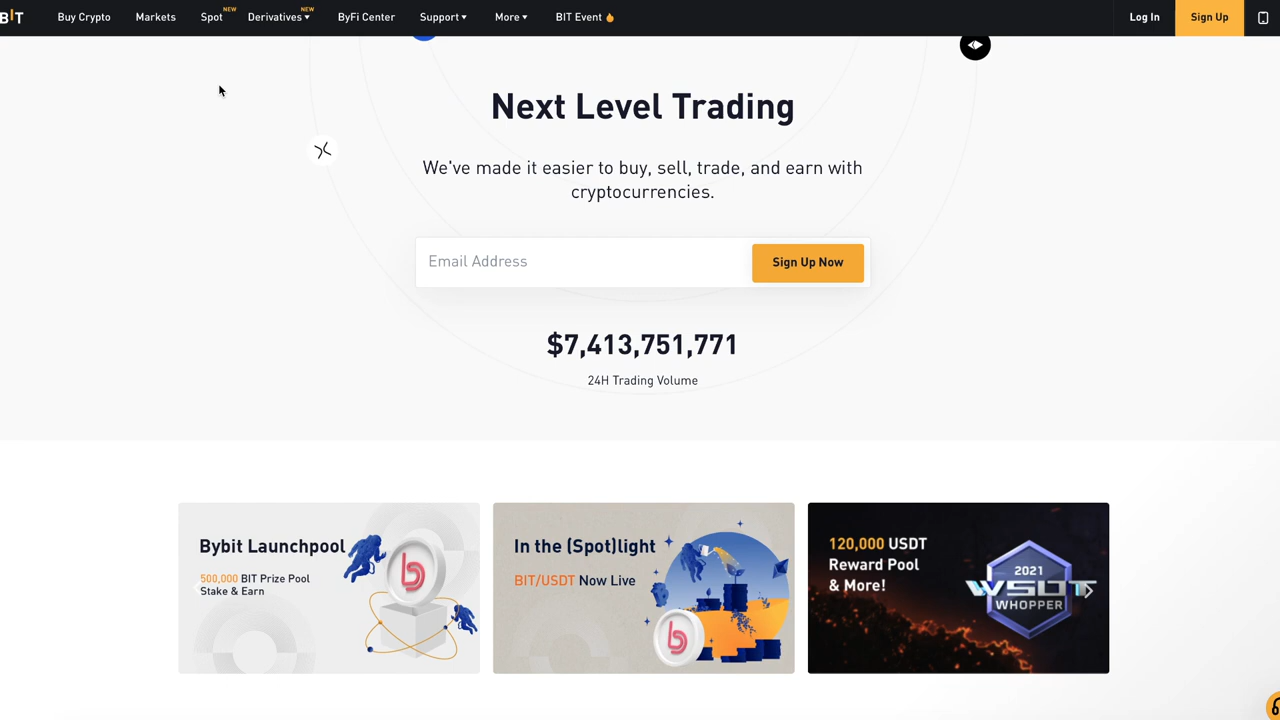 BIT
Buy Crypto
Markets
Spot
NEW
Derivatives
NEW
ByFi Center
Support
More
BIT Event
Log In
Sign Up
Next Level Trading
We've made it easier to buy, sell, trade, and earn with
cryptocurrencies.
Email Address
Sign Up Now
$7,413,751,771
24H Trading Volume
Bybit Launchpool
500,000 BIT Prize Pool
Stake & Earn
In the (Spot)light
BIT/USDT Now Live
120,000 USDT
Reward Pool
& More!
2021
WSOT
WHOPPER